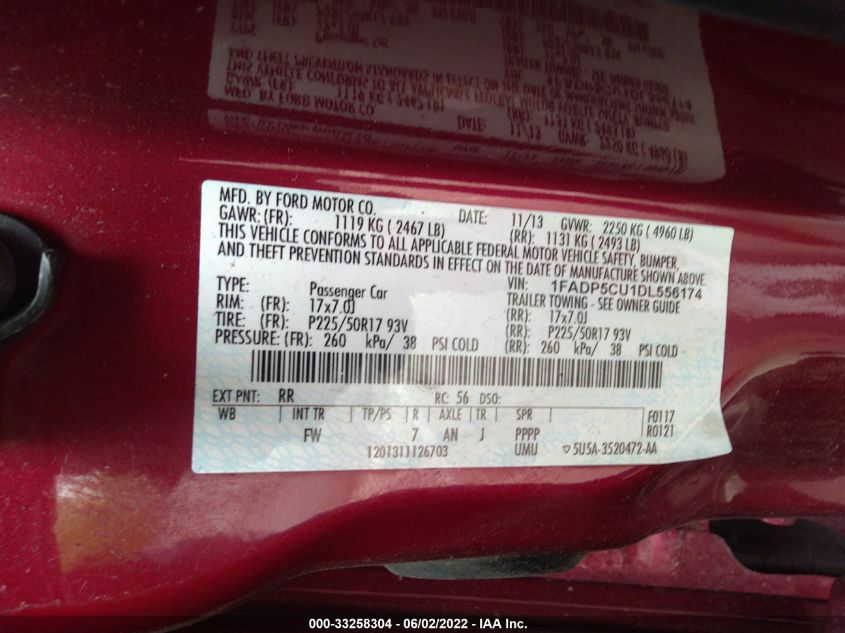 MFD. BY FORD MOTOR CO.
DATE: 11/13 GVWR: 2250 KG ( 4960 LB)
GAWR: (FR): 1119 KG ( 2467 LB) (RR): 1131 KG ( 2493 LB)
THIS VEHICLE CONFORMS TO ALL APPLICABLE FEDERAL MOTOR VEHICLE SAFETY, BUMPER,
AND THEFT PREVENTION STANDARDS IN EFFECT ON THE DATE OF MANUFACTURE SHOWN ABOVE.
VIN: 1FADP5CU1DL556174
TYPE: Passenger Car TRAILER TOWING - SEE OWNER GUIDE
RIM: (FR): 17x7.0J (RR): 17x7.0J
TIRE: (FR): P225/50R17 93V (RR): P225/50R17 93V
PRESSURE: (FR): 260 kPa/ 38 PSI COLD (RR): 260 kPa/ 38 PSI COLD
EXT PNT: RR RC: 56 DSO:
WB INT TR TP/PS R AXLE TR SPR F0117
FW 7 AN J PPPP R0121
1201311126703 UMU ▽5U5A-3520472-AA
000-33258304 - 06/02/2022 - IAA Inc.